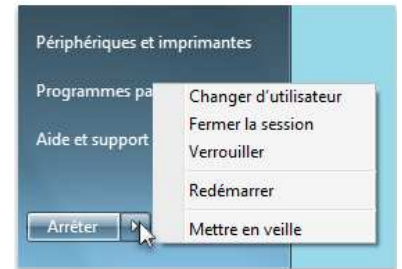 Périphériques et imprimantes
Programmes pa
Changer d'utilisateur
Fermer la session
Aide et support
Verrouiller
Redémarrer
Arrêter
Mettre en veille